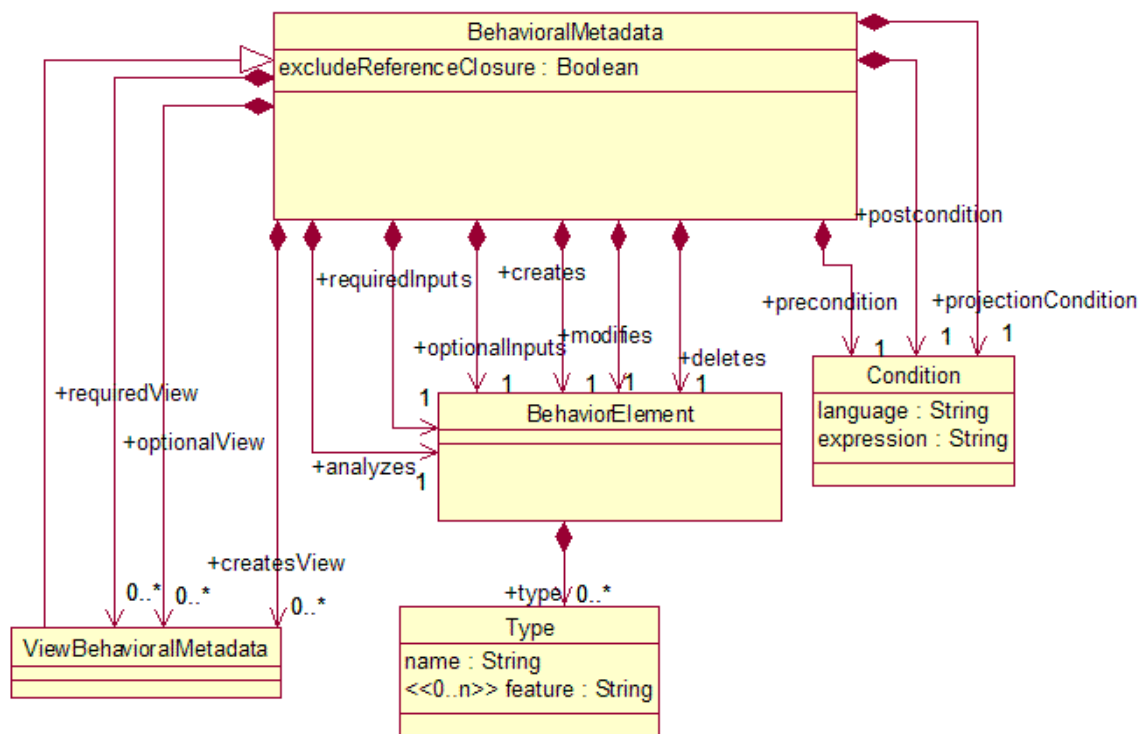 BehavioralMetadata
excludeReferenceClosure : Boolean
+postcondition
+requiredInputs
+creates
+precondition
+projectionCondition
+optionalInputs
+modifies
+deletes
1
1
1
1
1
1
1
1
+requiredView
1
Condition
language : String
expression : String
BehaviorElement
+optionalView
+analyzes
1
+createsView
0..*
0..*
0..*
+type
0..*
ViewBehavioralMetadata
Type
name : String
<<0..n>> feature : String